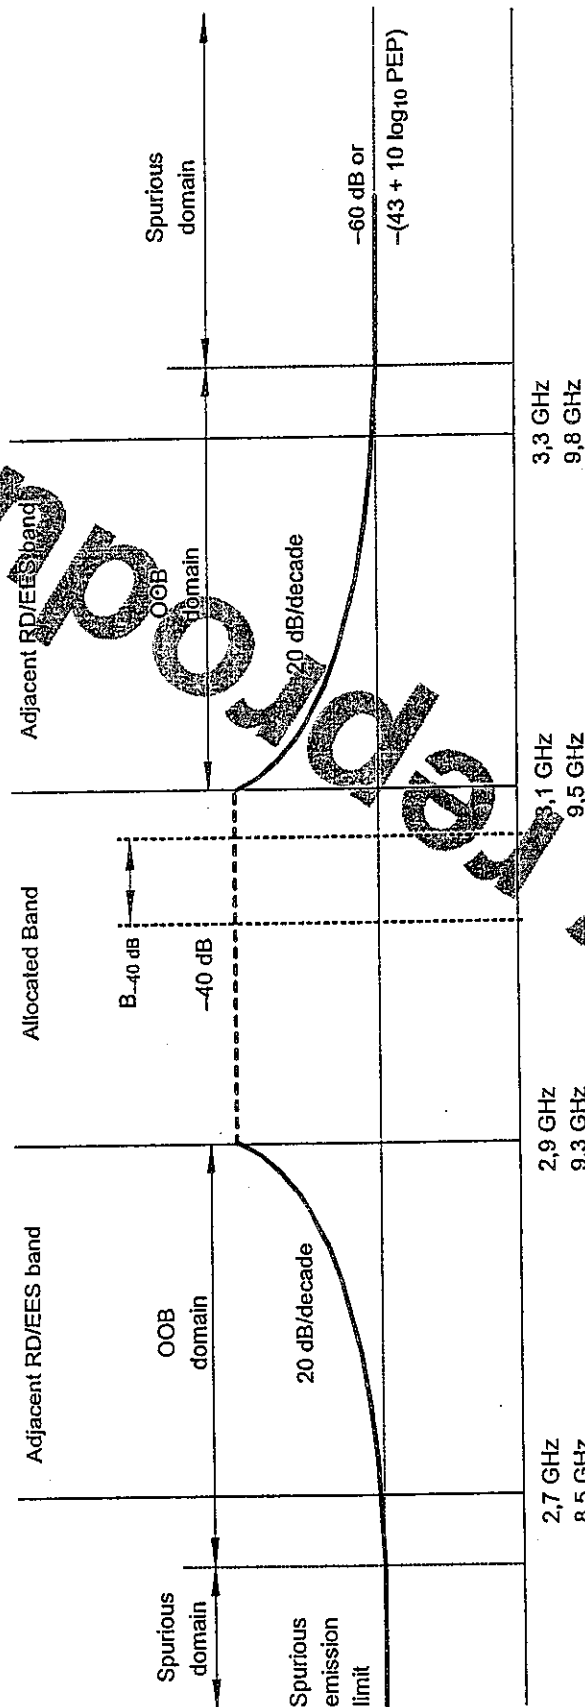 Adjacent RD/EES band
Allocated Band
Adjacent RD/EES band
Spurious
domain
OOB
domain
B–40 dB
–40 dB
OOB
domain
Spurious
domain
Spurious
emission
limit
20 dB/decade
20 dB/decade
–60 dB or
–(43 + 10 log10 PEP)
2,7 GHz
2,9 GHz
3,1 GHz
3,3 GHz
8,5 GHz
9,3 GHz
9,5 GHz
9,8 GHz